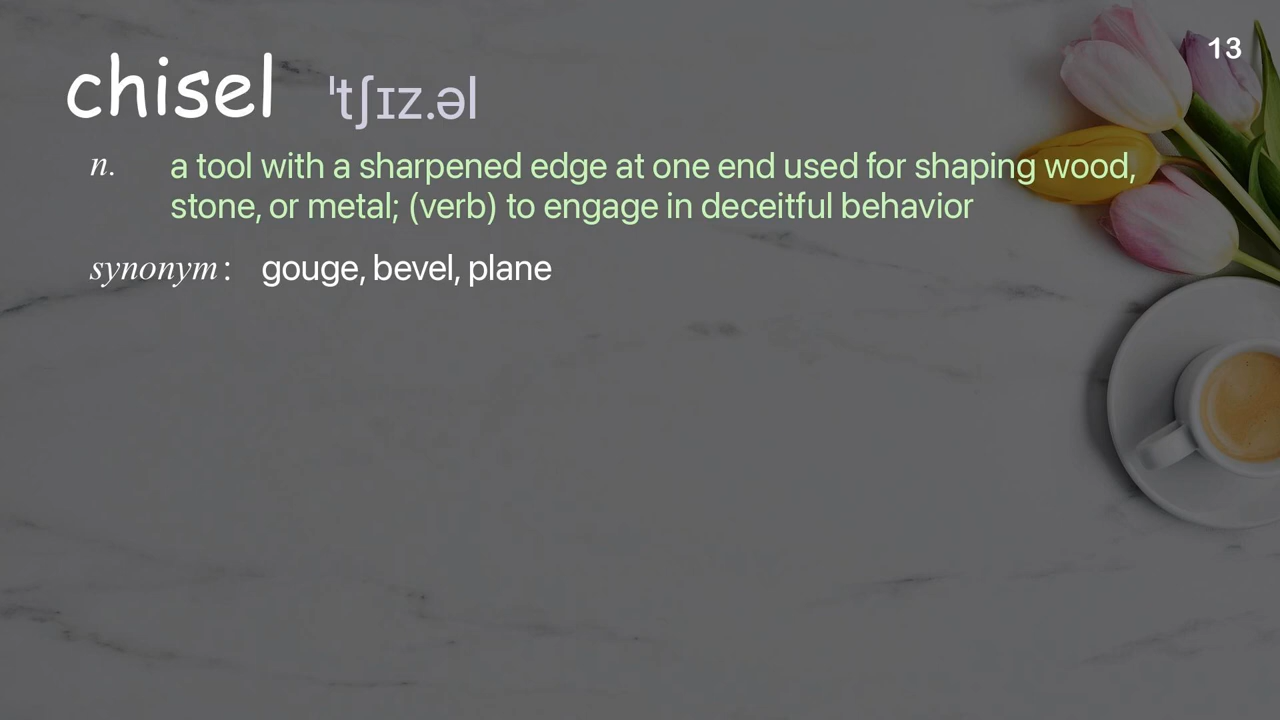 13
chisel ˈtʃɪz.əl
n. a tool with a sharpened edge at one end used for shaping wood,
stone, or metal; (verb) to engage in deceitful behavior
synonym: gouge, bevel, plane